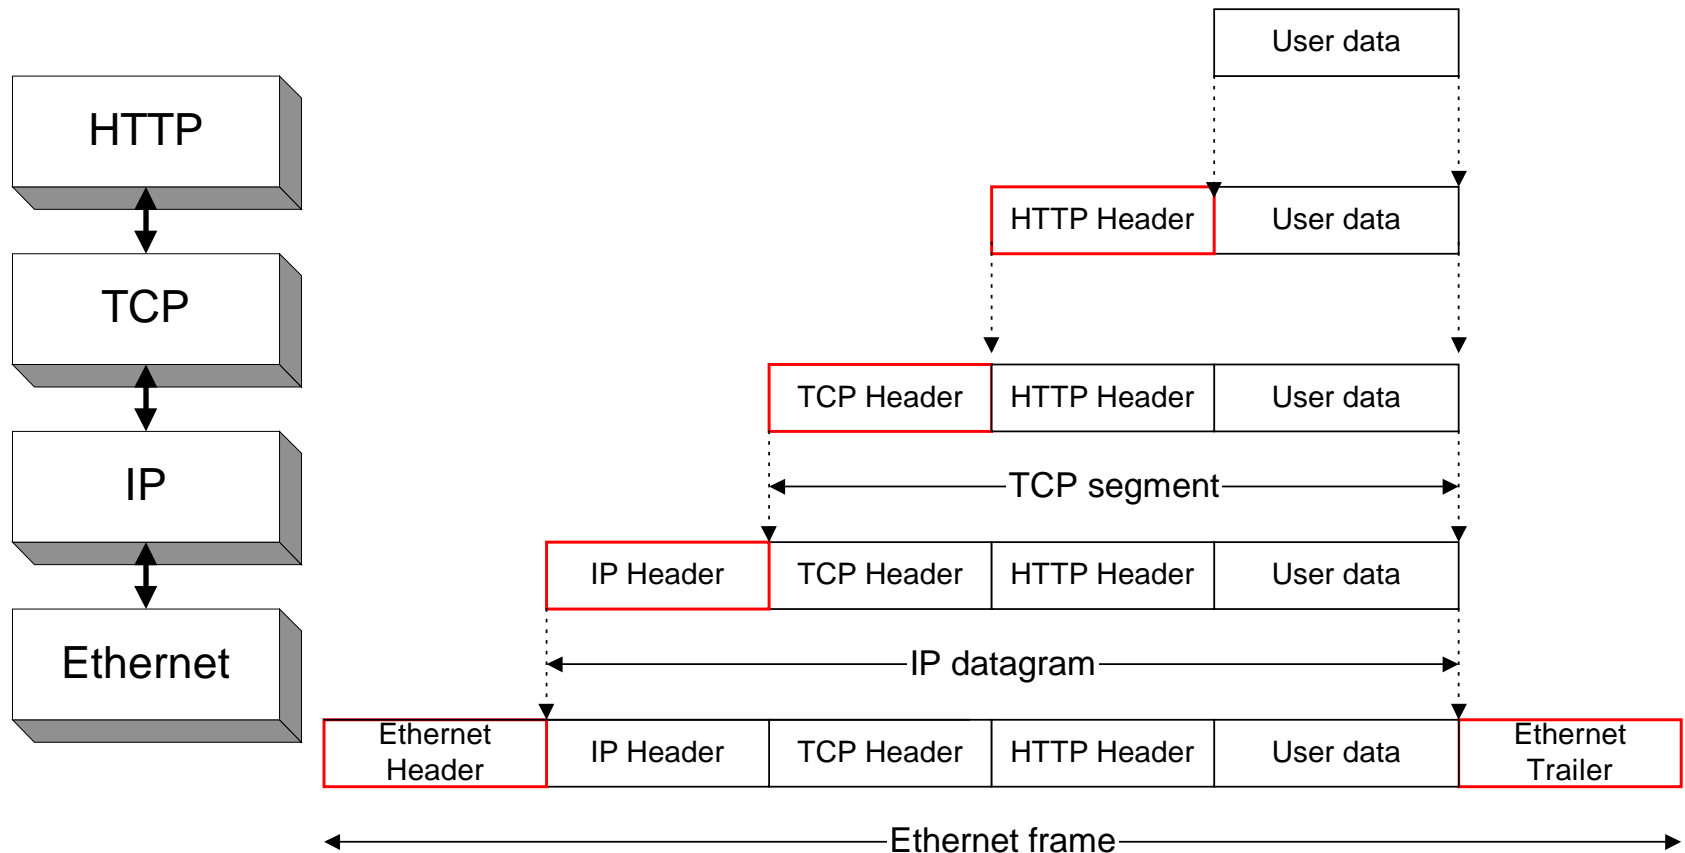 User data
HTTP
HTTP Header User data
TCP
TCP Header HTTP Header User data
IP
TCP segment
IP Header TCP Header HTTP Header User data
Ethernet
IP datagram
Ethernet Header IP Header TCP Header HTTP Header User data Ethernet Trailer
Ethernet frame